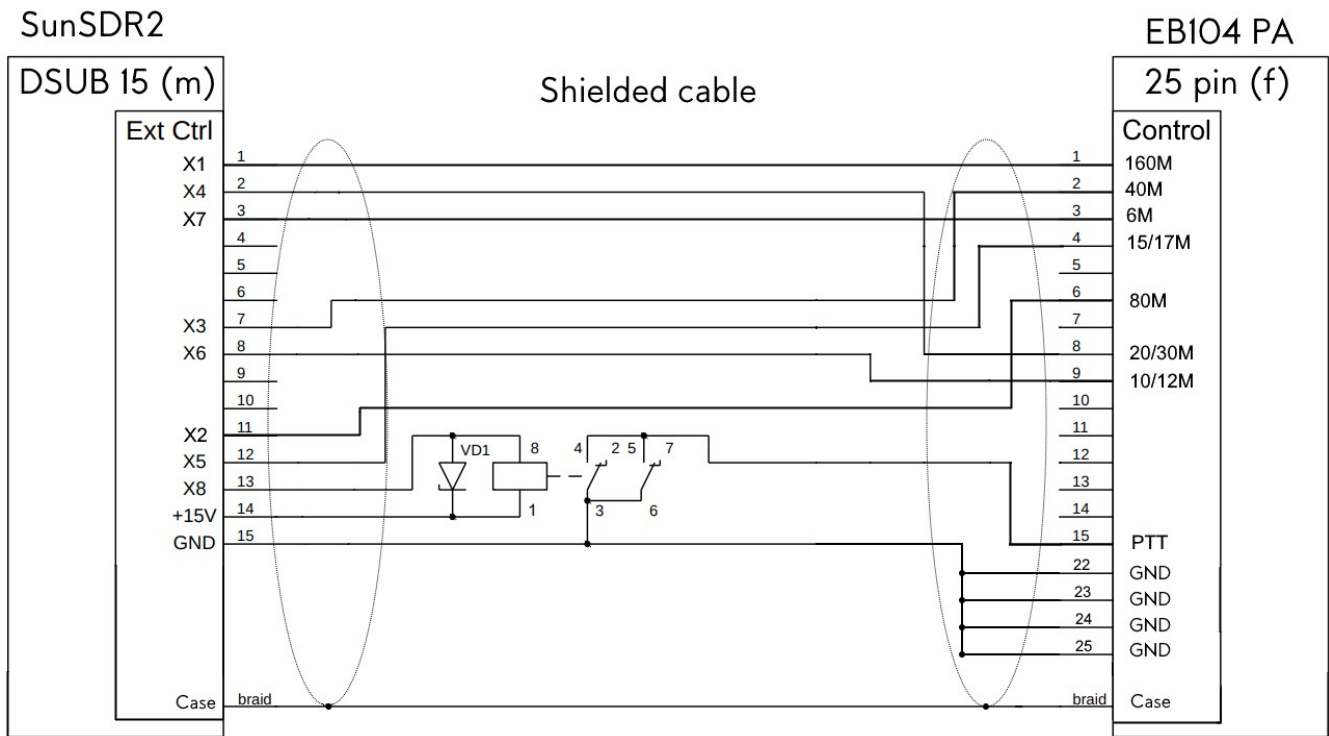 SunSDR2
EB104 PA
DSUB 15 (m)
Shielded cable
25 pin (f)
Ext Ctrl
Control
X1 1 1 160M
X4 2 2 40M
X7 3 3 6M
4 4 15/17M
5 5
6 6 80M
X3 7 7
X6 8 8 20/30M
9 9 10/12M
10 10
X2 11 11
VD1 8 4 2 5 7
X5 12 12
X8 13 13
+15V 14 14
1 3 6
GND 15 15 PTT
22 GND
23 GND
24 GND
25 GND
Case braid braid Case